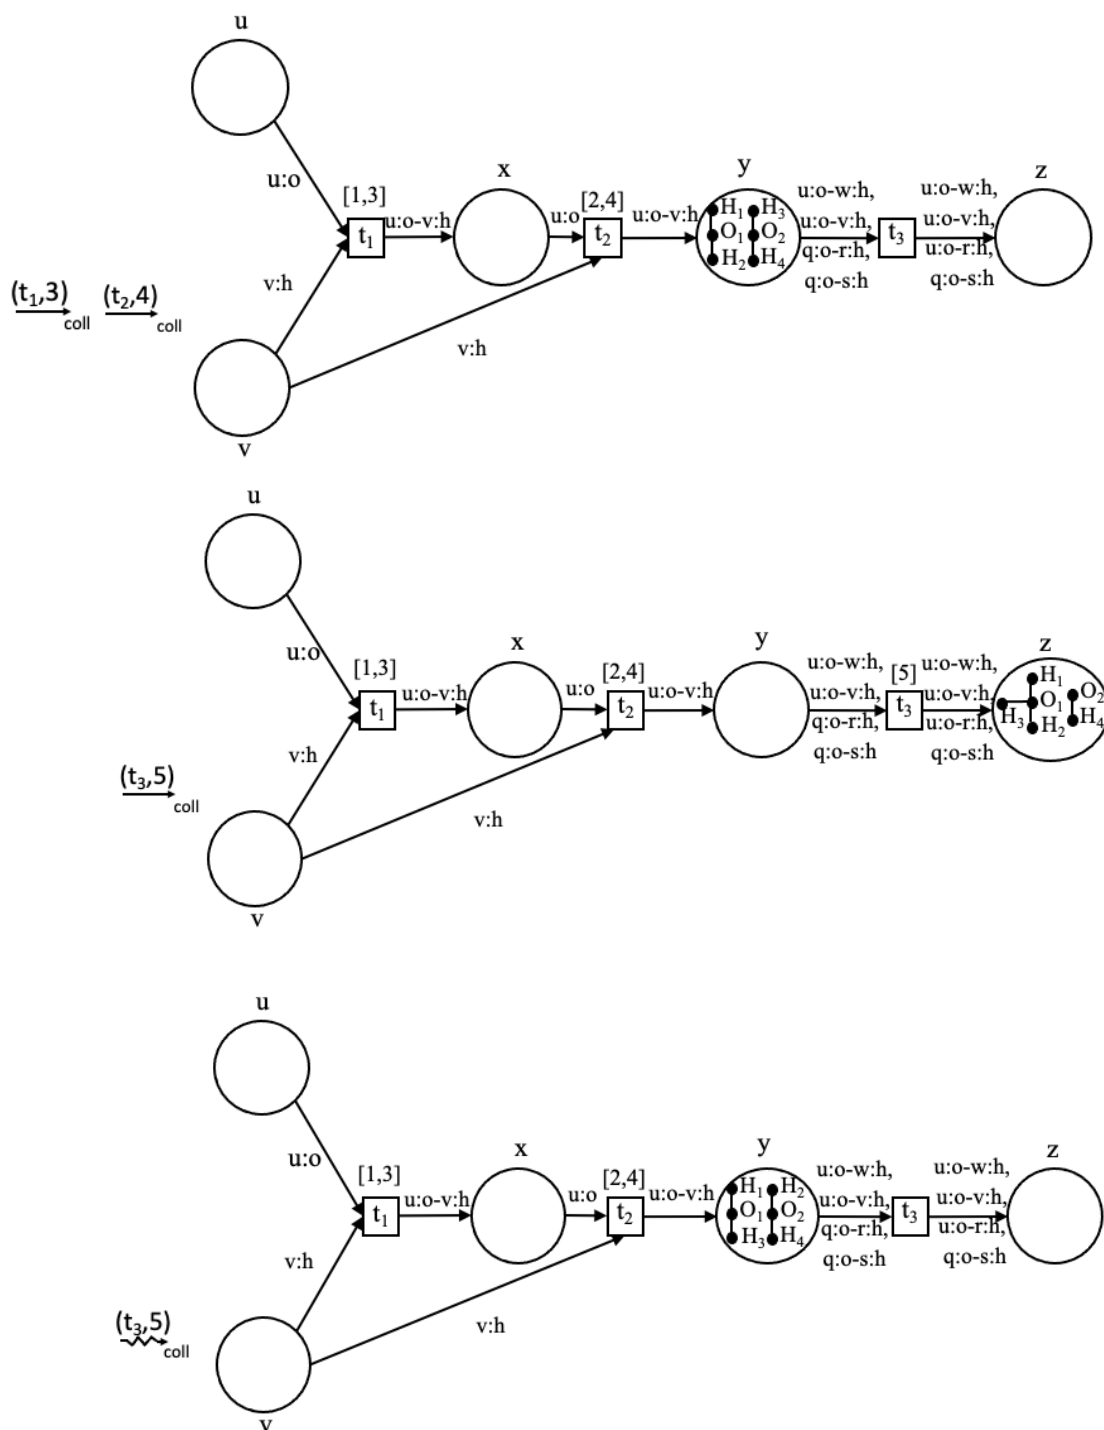 u
x
y
z
u:o
[1,3]
[2,4]
t1
u:o-v:h
u:o
t2
u:o-v:h
H1 H3
O1 O2
H2 H4
u:o-w:h,
u:o-v:h,
q:o-r:h,
q:o-s:h
t3
u:o-w:h,
u:o-v:h,
u:o-r:h,
q:o-s:h
v:h
(t1,3) coll (t2,4) coll
v:h
v
u
x
y
z
u:o
[1,3]
[2,4]
[5]
t1
u:o-v:h
u:o
t2
u:o-v:h
u:o-w:h,
u:o-v:h,
q:o-r:h,
q:o-s:h
t3
u:o-w:h,
u:o-v:h,
u:o-r:h,
q:o-s:h
H1
O1 O2
H3 H2 H4
v:h
(t3,5) coll
v:h
v
u
x
y
z
u:o
[1,3]
[2,4]
t1
u:o-v:h
u:o
t2
u:o-v:h
H1 H2
O1 O2
H3 H4
u:o-w:h,
u:o-v:h,
q:o-r:h,
q:o-s:h
t3
u:o-w:h,
u:o-v:h,
u:o-r:h,
q:o-s:h
v:h
(t3,5) coll
v:h
v